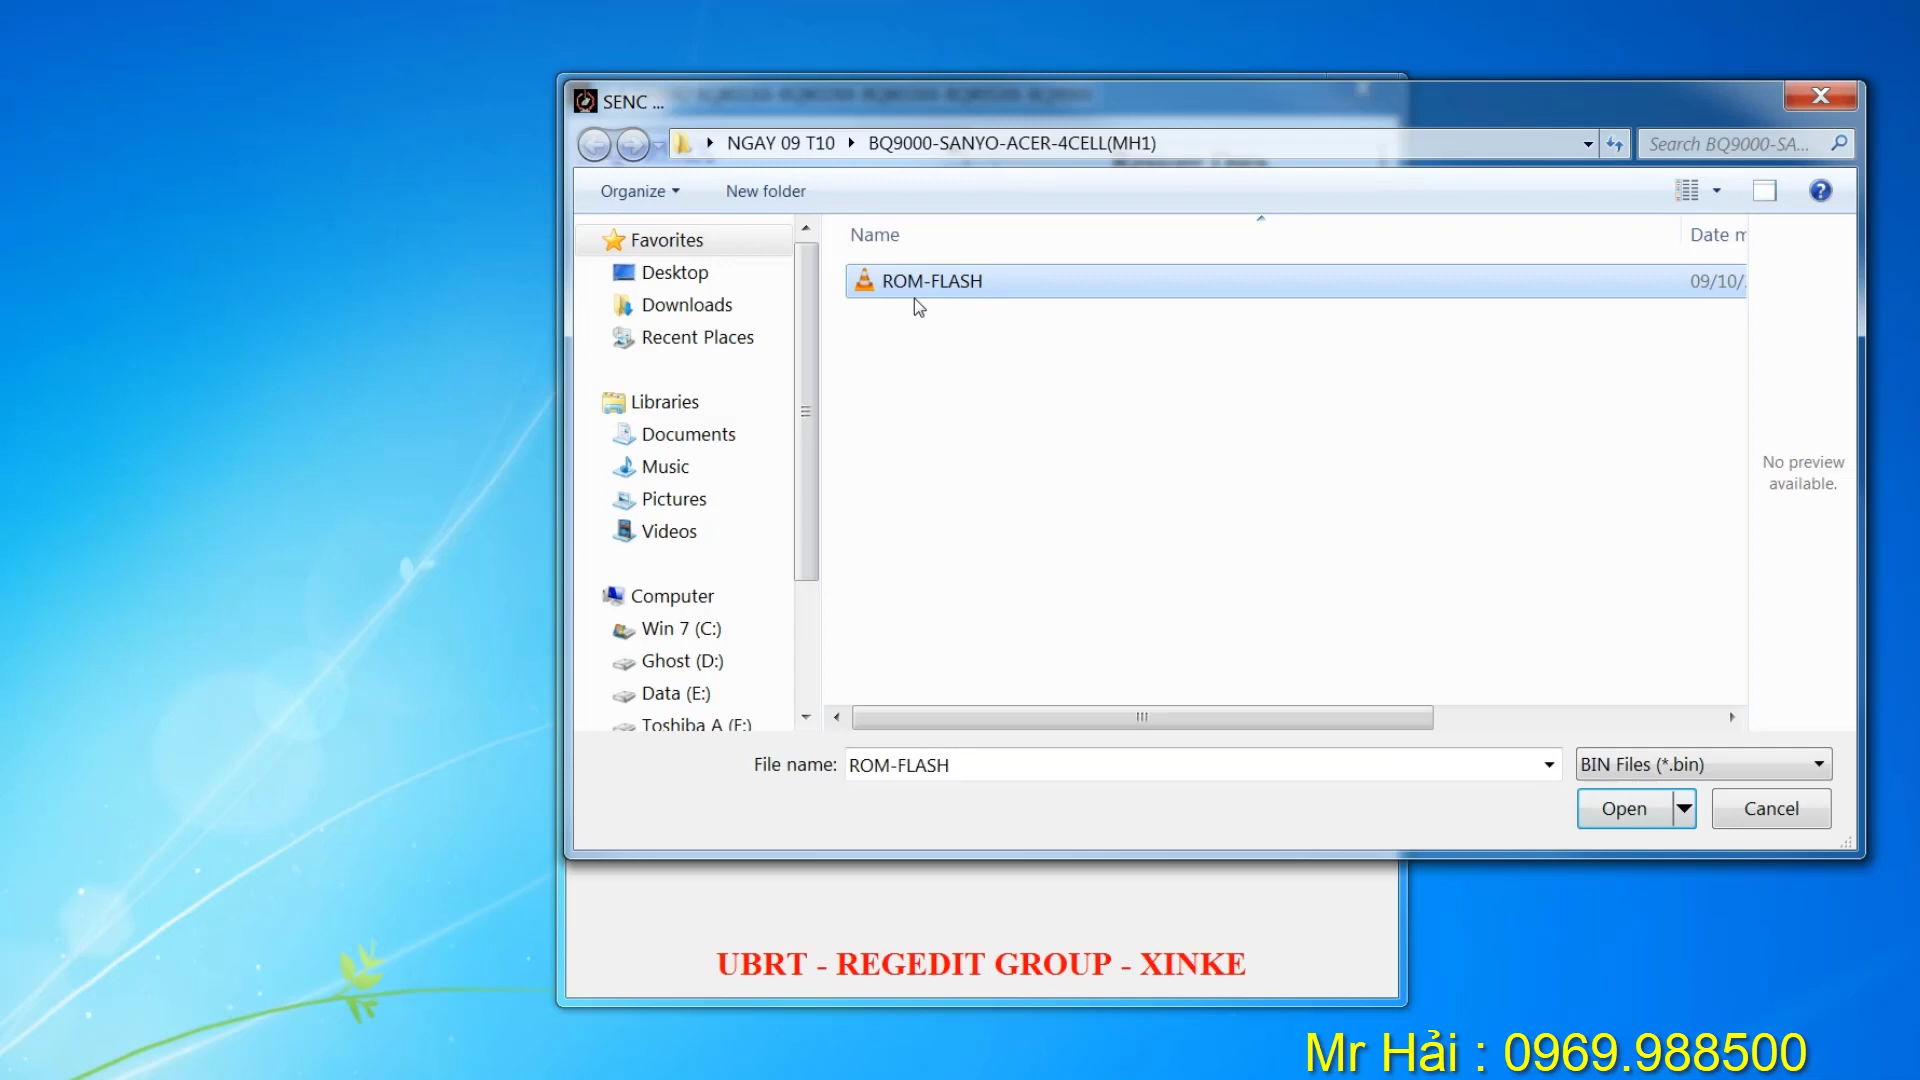 SENC ...
NGAY 09 T10
BQ9000-SANYO-ACER-4CELL(MH1)
Search BQ9000-SA...
Organize
New folder
Name
Date m
ROM-FLASH
09/10/
Favorites
Desktop
Downloads
Recent Places
Libraries
Documents
Music
Pictures
Videos
Computer
Win 7 (C:)
Ghost (D:)
Data (E:)
Toshiba A (F:)
No preview
available.
File name:
ROM-FLASH
BIN Files (*.bin)
Open
Cancel
UBRT - REGEDIT GROUP - XINKE
Mr Hải : 0969.988500